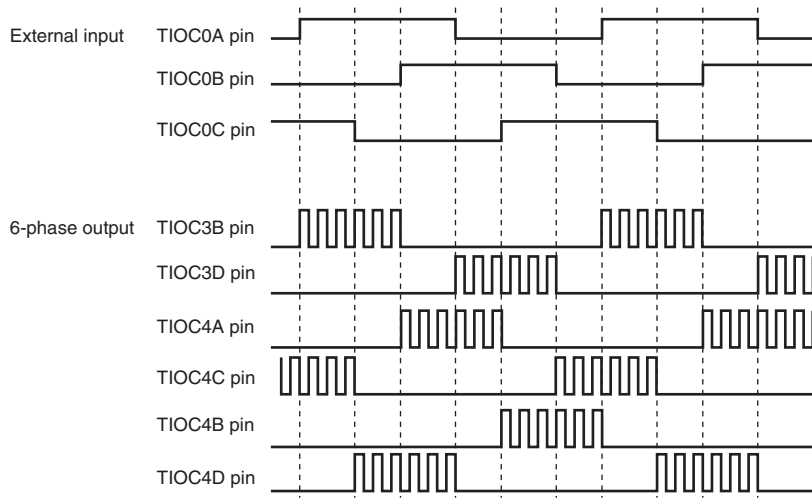 External input TIOC0A pin
TIOC0B pin
TIOC0C pin
6-phase output TIOC3B pin
TIOC3D pin
TIOC4A pin
TIOC4C pin
TIOC4B pin
TIOC4D pin